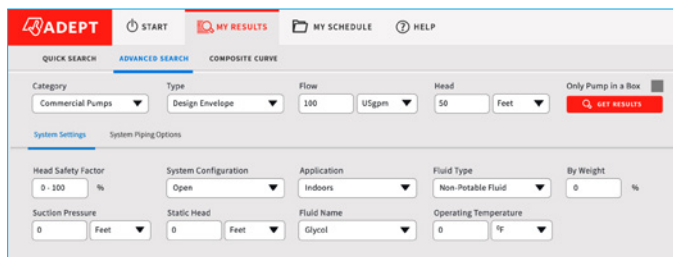 ADEPT START MY RESULTS MY SCHEDULE ? HELP
QUICK SEARCH ADVANCED SEARCH COMPOSITE CURVE
Category Type Flow Head Only Pump in a Box
Commercial Pumps Design Envelope 100 USgpm 50 Feet GET RESULTS
System Settings System Piping Options
Head Safety Factor System Configuration Application Fluid Type By Weight
0 - 100 % Open Indoors Non-Potable Fluid 0 %
Suction Pressure Static Head Fluid Name Operating Temperature
0 Feet 0 Feet Glycol 0 °F